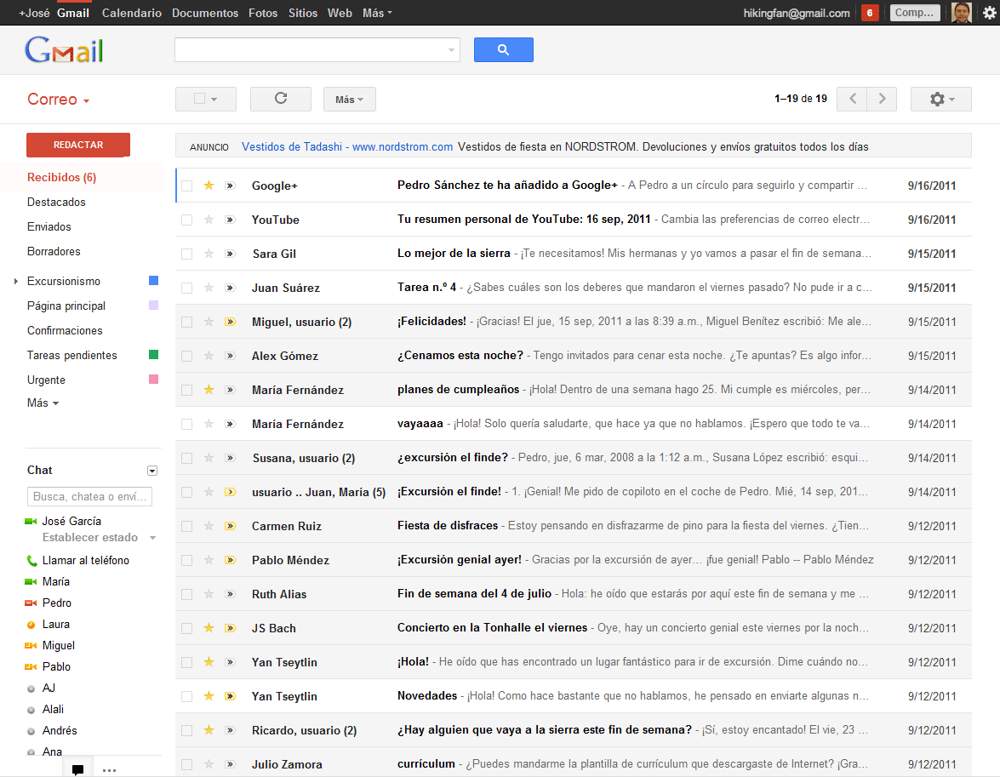 +José Gmail Calendario Documentos Fotos Sitios Web Más hikingfan@gmail.com 6 Comp...
Gmail
Correo Más 1–19 de 19
REDACTAR
ANUNCIO Vestidos de Tadashi - www.nordstrom.com Vestidos de fiesta en NORDSTROM. Devoluciones y envíos gratuitos todos los días
Recibidos (6)
Destacados
Enviados
Borradores
Excursionismo
Página principal
Confirmaciones
Tareas pendientes
Urgente
Más
Chat
Busca, chatea o enví...
José García
Establecer estado
Llamar al teléfono
María
Pedro
Laura
Miguel
Pablo
AJ
Alali
Andrés
Ana
Google+ Pedro Sánchez te ha añadido a Google+ - A Pedro a un círculo para seguirlo y compartir ... 9/16/2011
YouTube Tu resumen personal de YouTube: 16 sep, 2011 - Cambia las preferencias de correo electr... 9/16/2011
Sara Gil Lo mejor de la sierra - ¡Te necesitamos! Mis hermanas y yo vamos a pasar el fin de semana... 9/15/2011
Juan Suárez Tarea n.º 4 - ¿Sabes cuáles son los deberes que mandaron el viernes pasado? No pude ir a c... 9/15/2011
Miguel, usuario (2) ¡Felicidades! - ¡Gracias! El jue, 15 sep, 2011 a las 8:39 a.m., Miguel Benítez escribió: Me ale... 9/15/2011
Alex Gómez ¿Cenamos esta noche? - Tengo invitados para cenar esta noche. ¿Te apuntas? Es algo infor... 9/15/2011
María Fernández planes de cumpleaños - ¡Hola! Dentro de una semana hago 25. Mi cumple es miércoles, per... 9/14/2011
María Fernández vayaaaa - ¡Hola! Solo quería saludarte, que hace ya que no hablamos. ¡Espero que todo te va... 9/14/2011
Susana, usuario (2) ¿excursión el finde? - Pedro, jue, 6 mar, 2008 a la 1:12 a.m., Susana López escribió: esqui... 9/14/2011
usuario .. Juan, María (5) ¡Excursión el finde! - 1. ¡Genial! Me pido de copiloto en el coche de Pedro. Mié, 14 sep, 201... 9/14/2011
Carmen Ruiz Fiesta de disfraces - Estoy pensando en disfrazarme de pino para la fiesta del viernes. ¿Tien... 9/12/2011
Pablo Méndez ¡Excursión genial ayer! - Gracias por la excursión de ayer... ¡fue genial! Pablo -- Pablo Méndez 9/12/2011
Ruth Alias Fin de semana del 4 de julio - Hola: he oído que estarás por aquí este fin de semana y me ... 9/12/2011
JS Bach Concierto en la Tonhalle el viernes - Oye, hay un concierto genial este viernes por la noch... 9/12/2011
Yan Tseytlin ¡Hola! - He oído que has encontrado un lugar fantástico para ir de excursión. Dime cuándo no... 9/12/2011
Yan Tseytlin Novedades - ¡Hola! Como hace bastante que no hablamos, he pensado en enviarte algunas n... 9/12/2011
Ricardo, usuario (2) ¿Hay alguien que vaya a la sierra este fin de semana? - ¡Sí, estoy encantado! El vie, 23 ... 9/12/2011
Julio Zamora currículum - ¿Puedes mandarme la plantilla de currículum que descargaste de Internet? ¡Gra... 9/12/2011